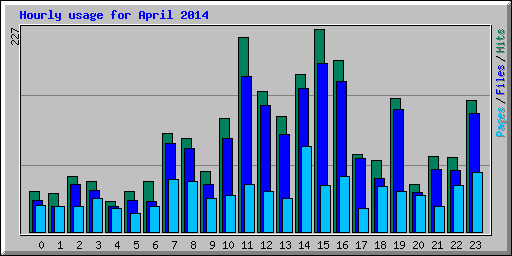 Hourly usage for April 2014
227
Pages / Files / Hits
0 1 2 3 4 5 6 7 8 9 10 11 12 13 14 15 16 17 18 19 20 21 22 23